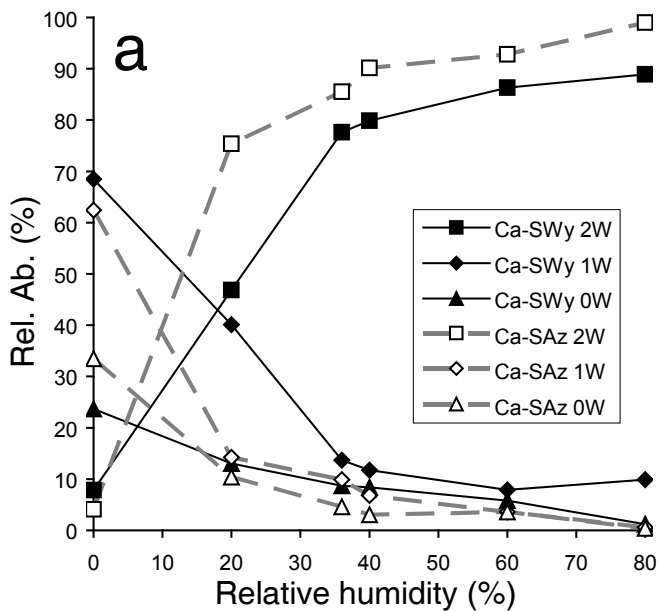 a
Rel. Ab. (%)
100
90
80
70
60
50
40
30
20
10
0
Ca-SWy 2W
Ca-SWy 1W
Ca-SWy 0W
Ca-SAz 2W
Ca-SAz 1W
Ca-SAz 0W
0 10 20 30 40 50 60 70 80
Relative humidity (%)